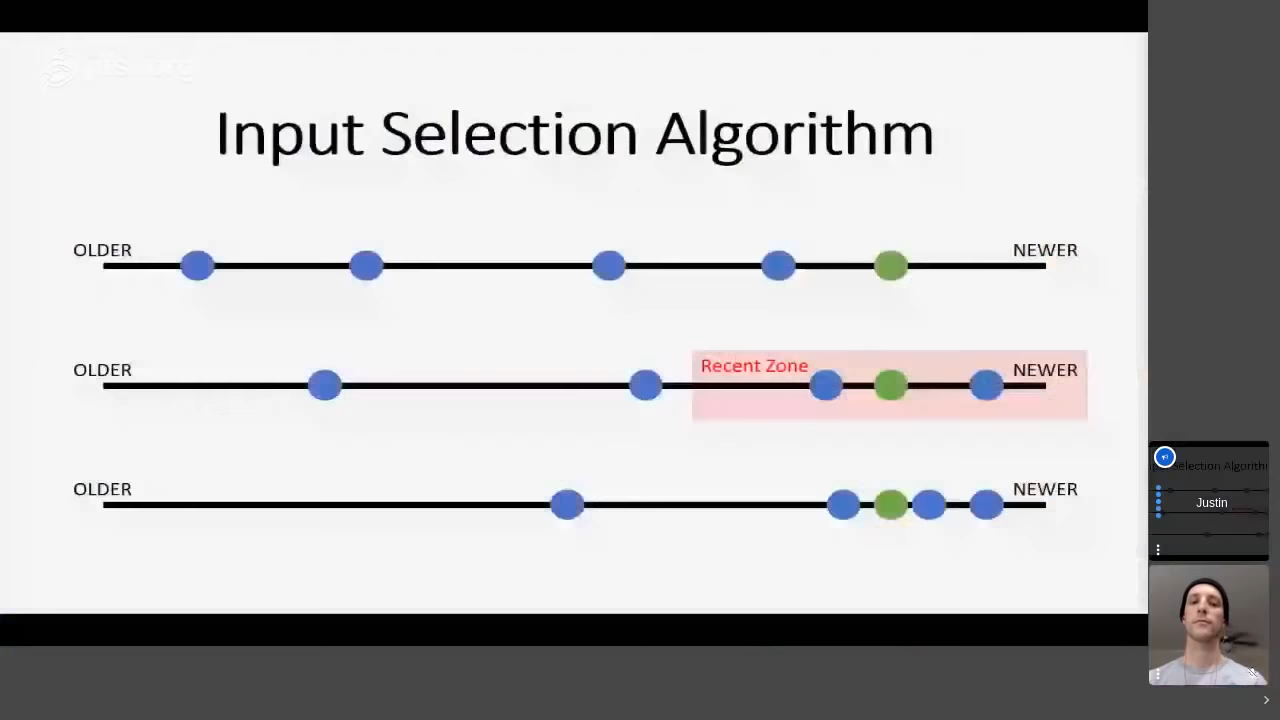 Input Selection Algorithm
OLDER
NEWER
OLDER
Recent Zone
NEWER
OLDER
NEWER
Justin